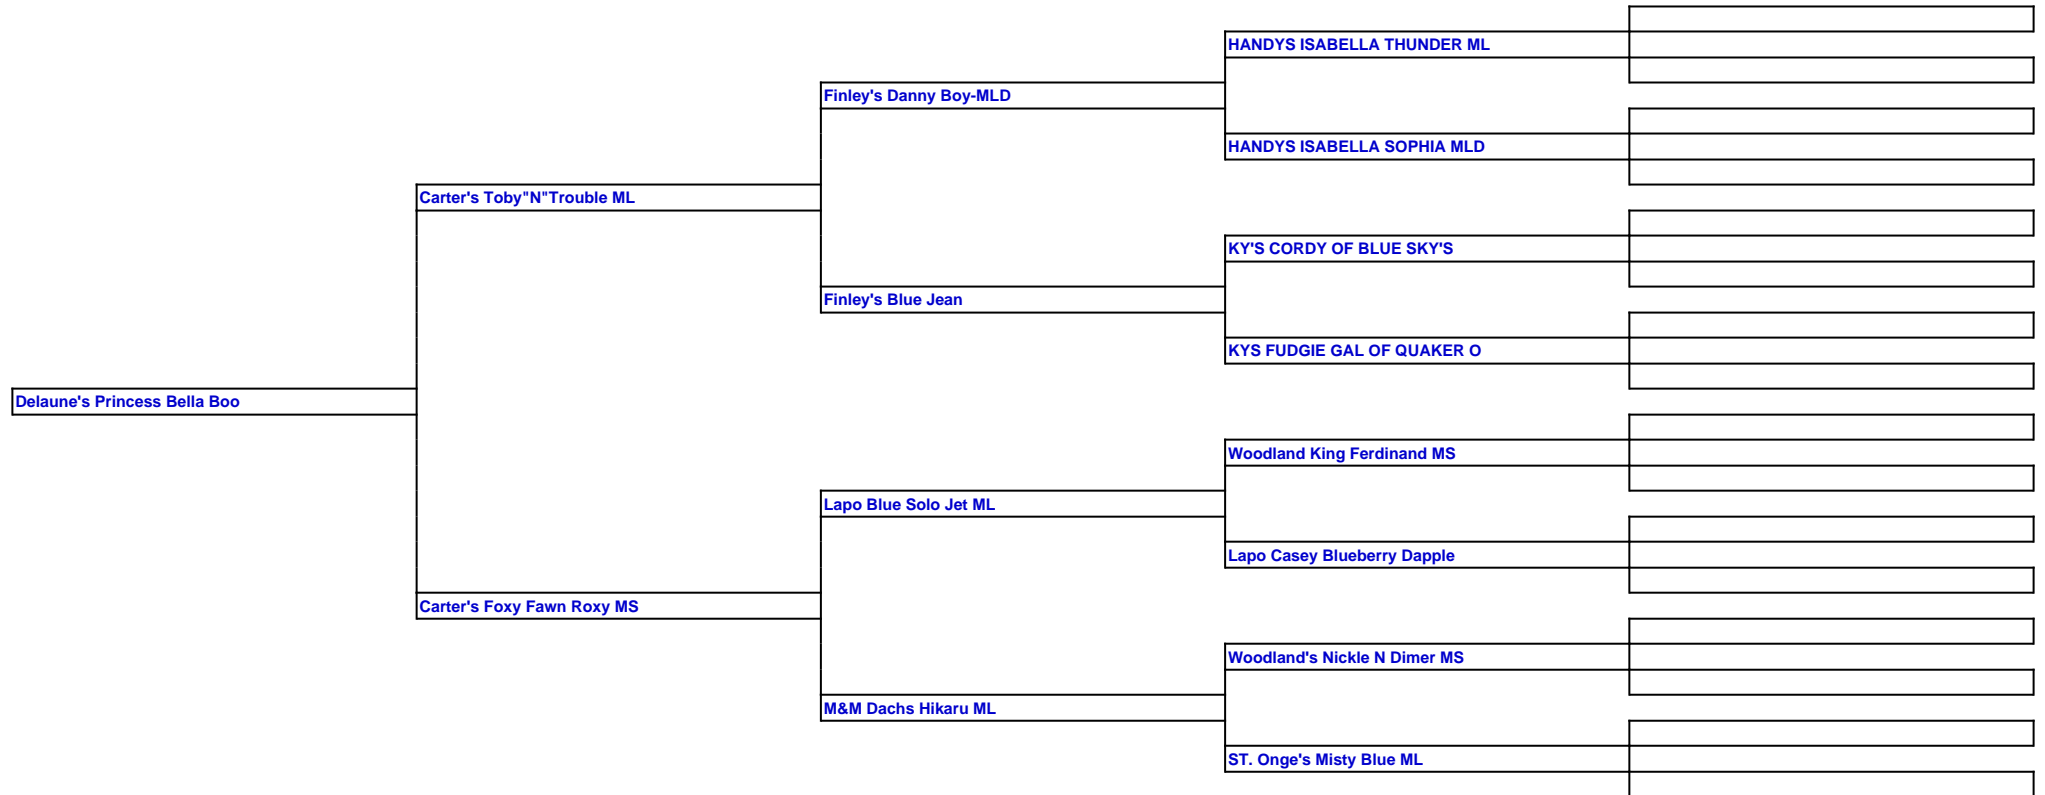 HANDYS ISABELLA THUNDER ML
Finley's Danny Boy-MLD
HANDYS ISABELLA SOPHIA MLD
Carter's Toby"N"Trouble ML
KY'S CORDY OF BLUE SKY'S
Finley's Blue Jean
KYS FUDGIE GAL OF QUAKER O
Delaune's Princess Bella Boo
Woodland King Ferdinand MS
Lapo Blue Solo Jet ML
Lapo Casey Blueberry Dapple
Carter's Foxy Fawn Roxy MS
Woodland's Nickle N Dimer MS
M&M Dachs Hikaru ML
ST. Onge's Misty Blue ML